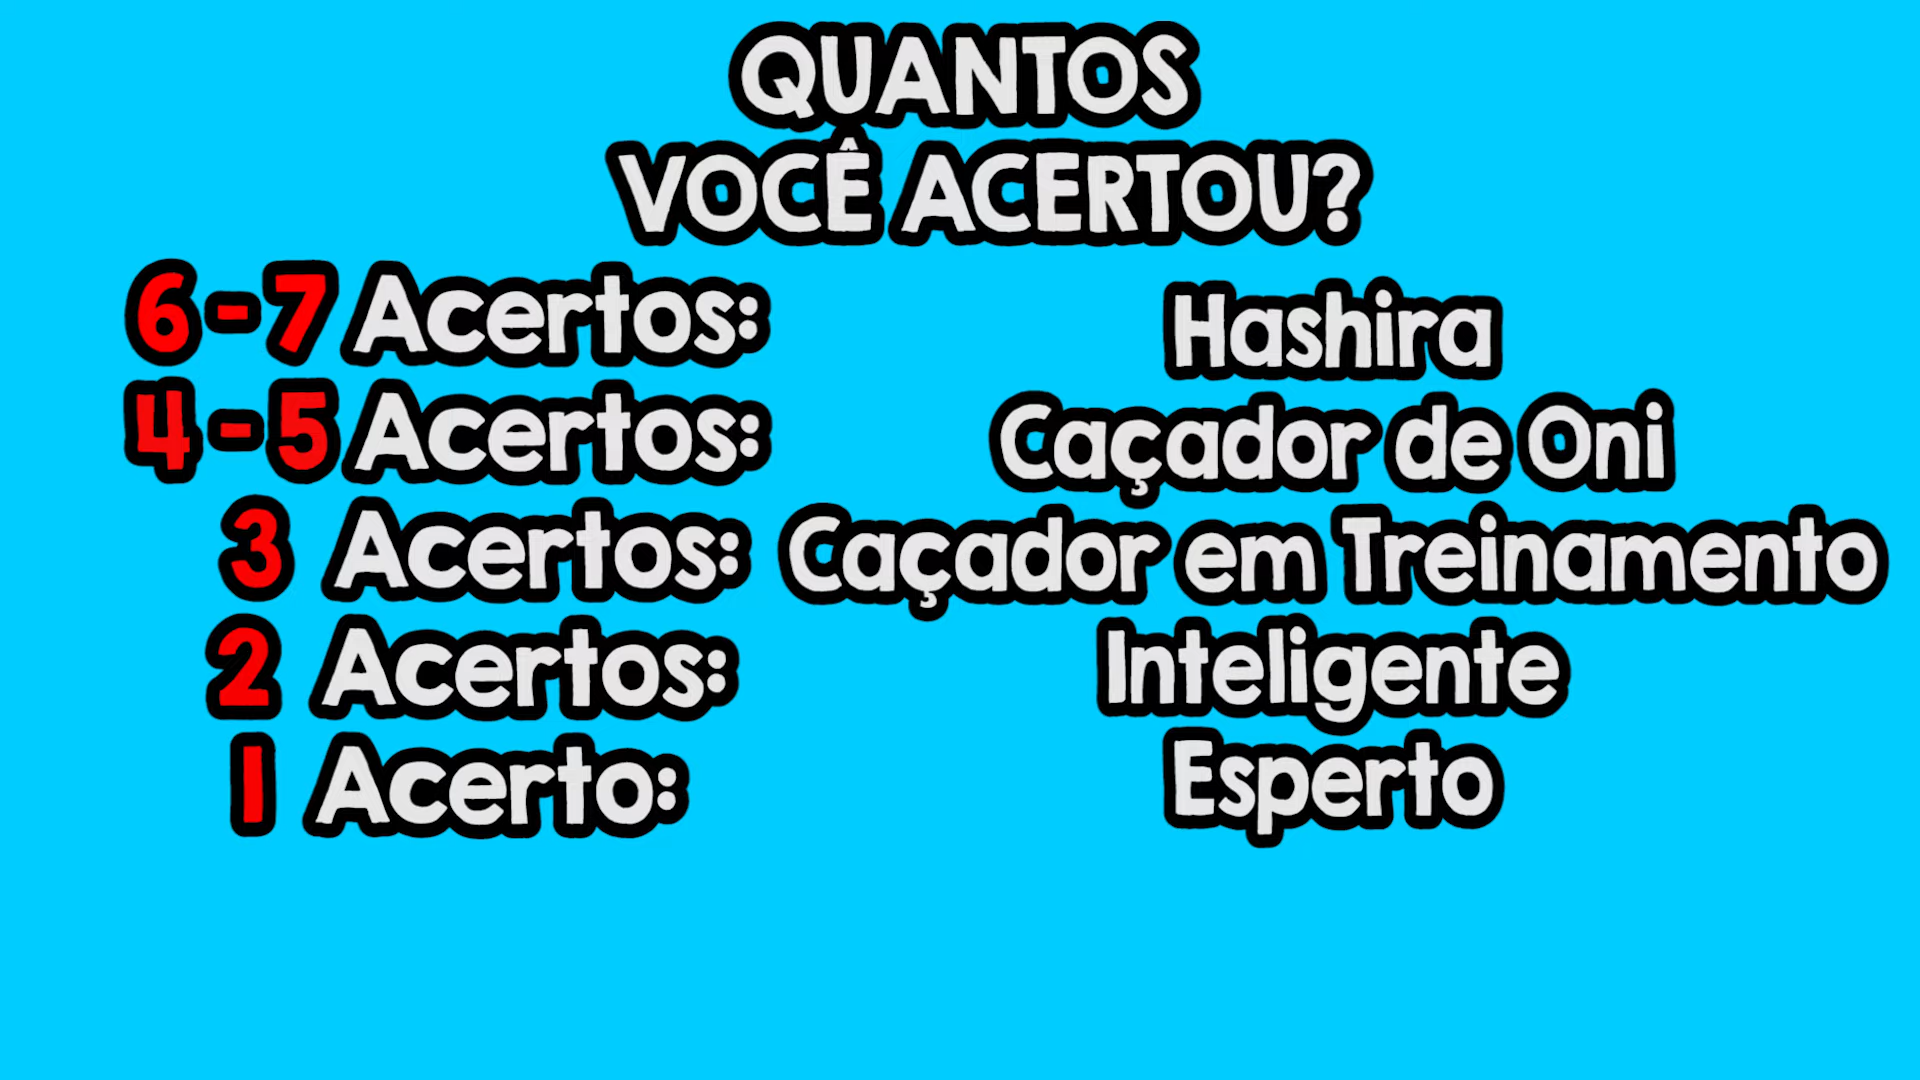 QUANTOS
VOCÊ ACERTOU?
6-7 Acertos: Hashira
4-5 Acertos: Caçador de Oni
3 Acertos: Caçador em Treinamento
2 Acertos: Inteligente
1 Acerto: Esperto